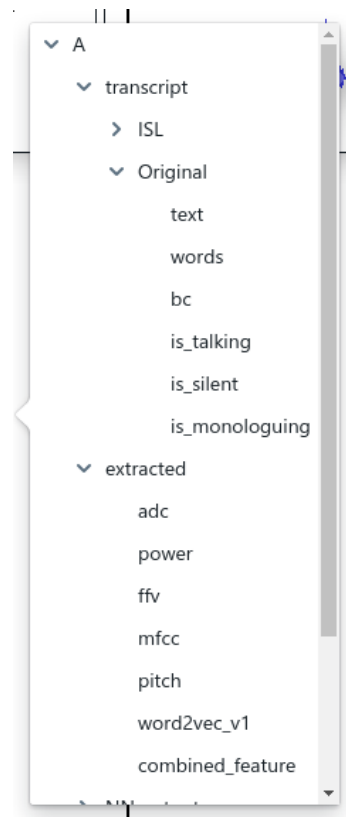 A
transcript
ISL
Original
text
words
bc
is_talking
is_silent
is_monologuing
extracted
adc
power
ffv
mfcc
pitch
word2vec_v1
combined_feature